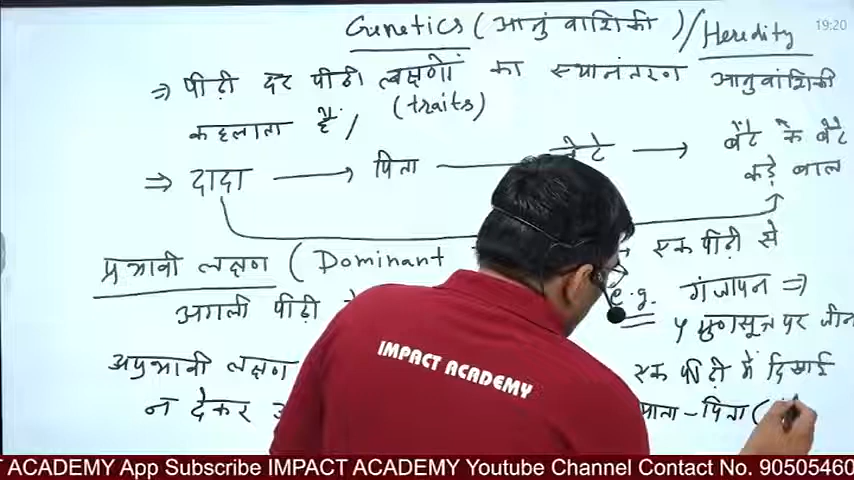 Genetics (आनुवांशिकी) / Heredity
19:20
⇒ पीढ़ी दर पीढ़ी लक्षणों का स्थानंतरण आनुवांशिकी
(traits)
कहलाता है /
⇒ दादा → पिता → बेटे → बेटे के बेटे
कड़े बाल
प्रभावी लक्षण (Dominant एक पीढ़ी से
अगली पीढ़ी e.g. गंजापन ⇒
y गुणसूत्र पर जीन
अप्रभावी लक्षण एक पीढ़ी में दिखाई
न देकर माता-पिता (
IMPACT ACADEMY
ACADEMY App Subscribe IMPACT ACADEMY Youtube Channel Contact No. 90505460